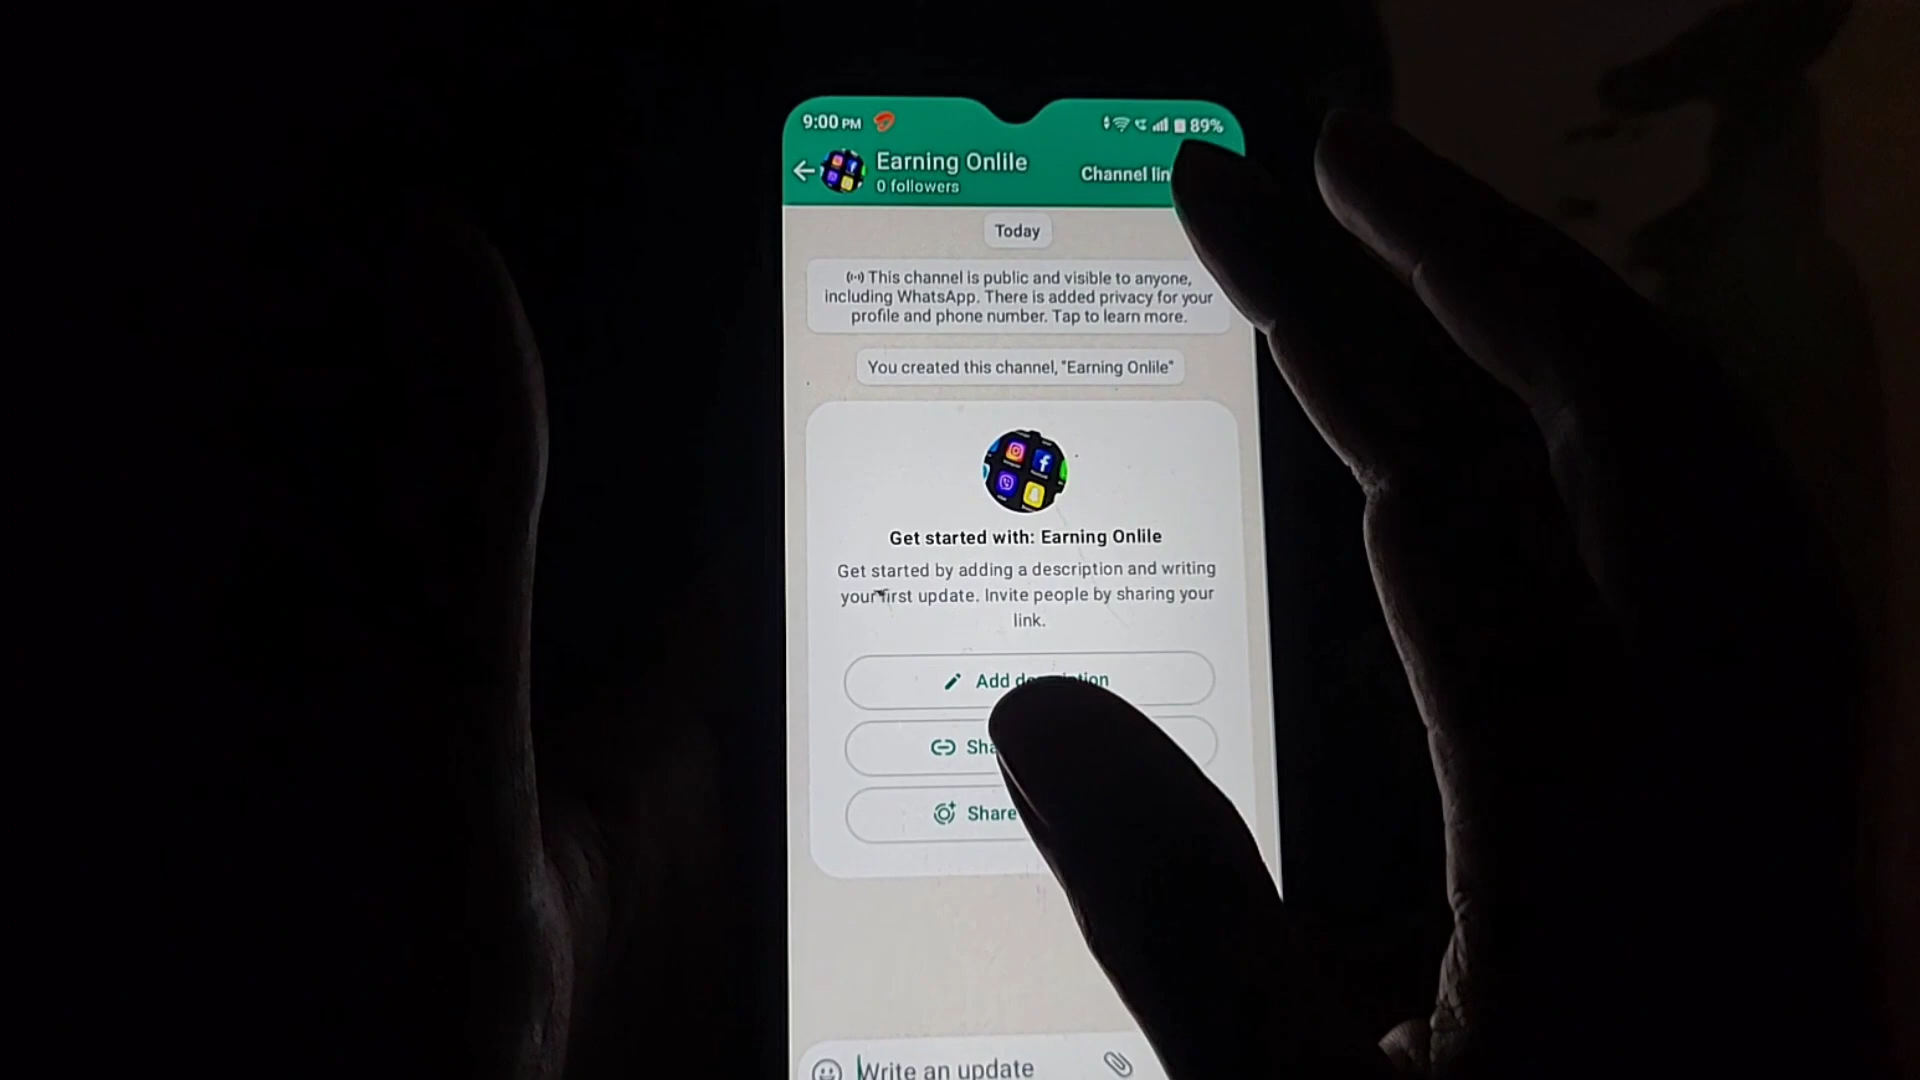 9:00 PM
89%
Earning Onlile
0 followers
Channel
Today
This channel is public and visible to anyone,
including WhatsApp. There is added privacy for your
profile and phone number. Tap to learn more.
You created this channel, "Earning Onlile"
Get started with: Earning Onlile
Get started by adding a description and writing
your first update. Invite people by sharing your
link.
Add
Share
Write an update